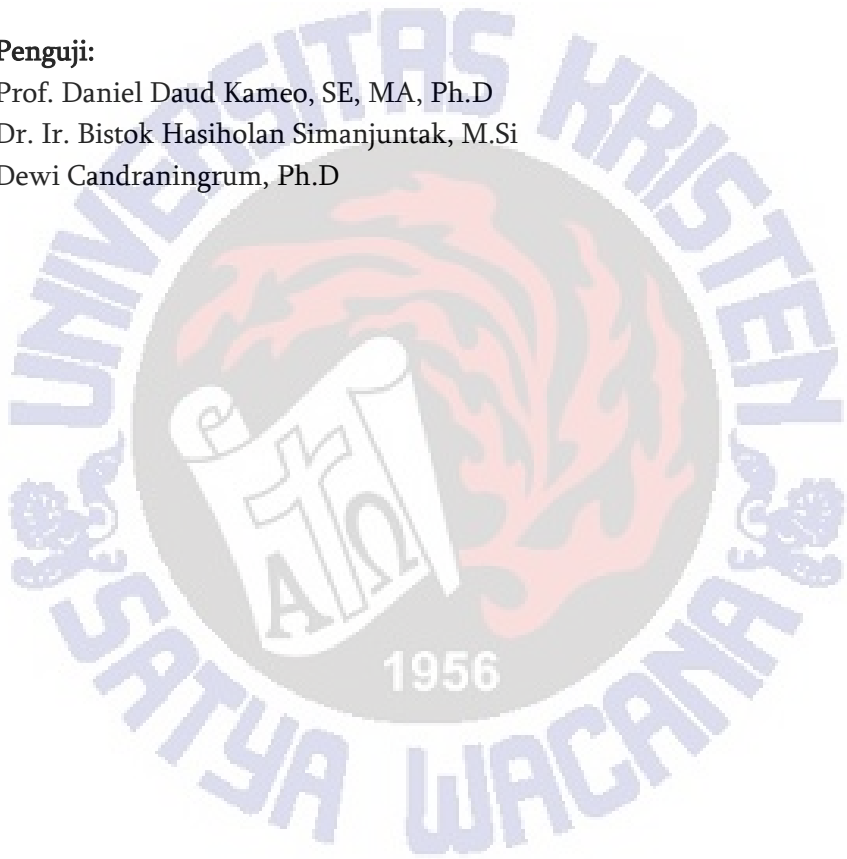 Penguji:
Prof. Daniel Daud Kameo, SE, MA, Ph.D
Dr. Ir. Bistok Hasiholan Simanjuntak, M.Si
Dewi Candraningrum, Ph.D
UNIVERSITAS KRISTEN
Α Ω
1956
SATYA WACANA